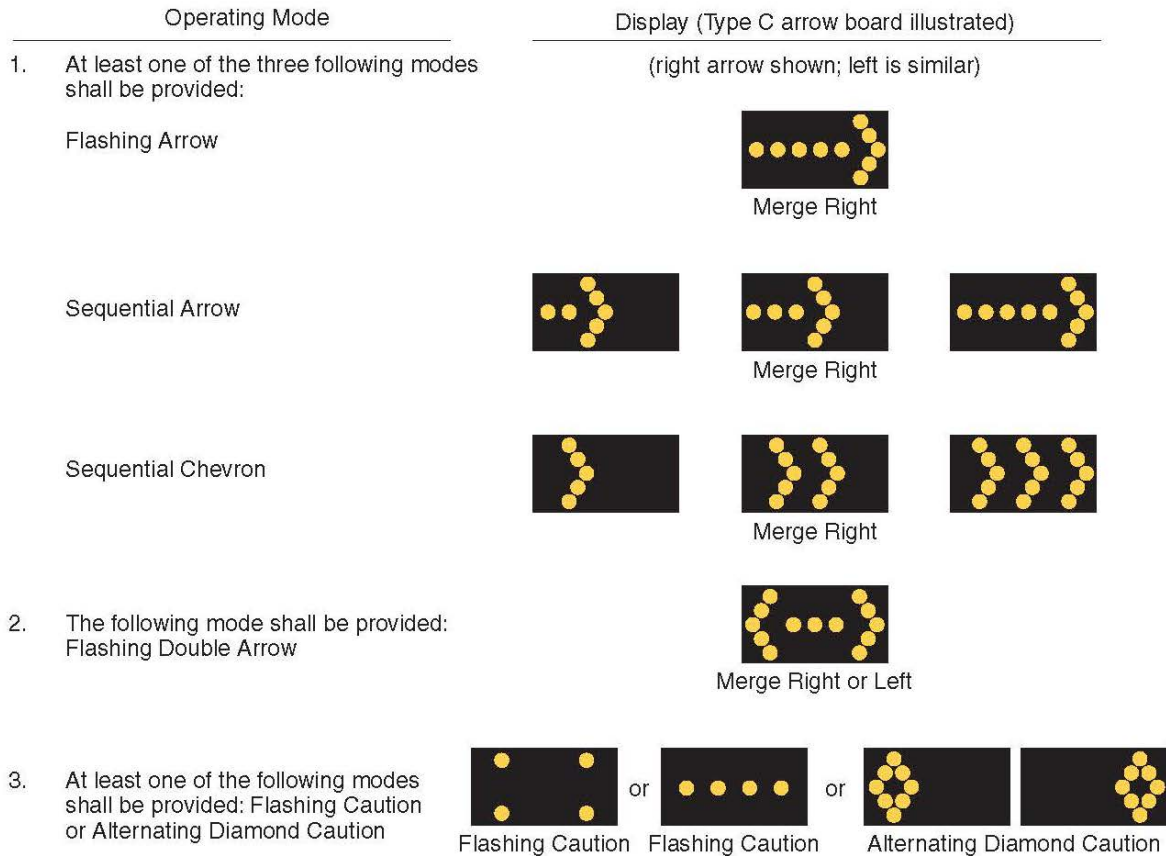 Operating Mode
Display (Type C arrow board illustrated)
1. At least one of the three following modes
shall be provided:
(right arrow shown; left is similar)
Flashing Arrow
Merge Right
Sequential Arrow
Merge Right
Sequential Chevron
Merge Right
2. The following mode shall be provided:
Flashing Double Arrow
Merge Right or Left
3. At least one of the following modes
shall be provided: Flashing Caution
or Alternating Diamond Caution
or
or
Flashing Caution
Flashing Caution
Alternating Diamond Caution